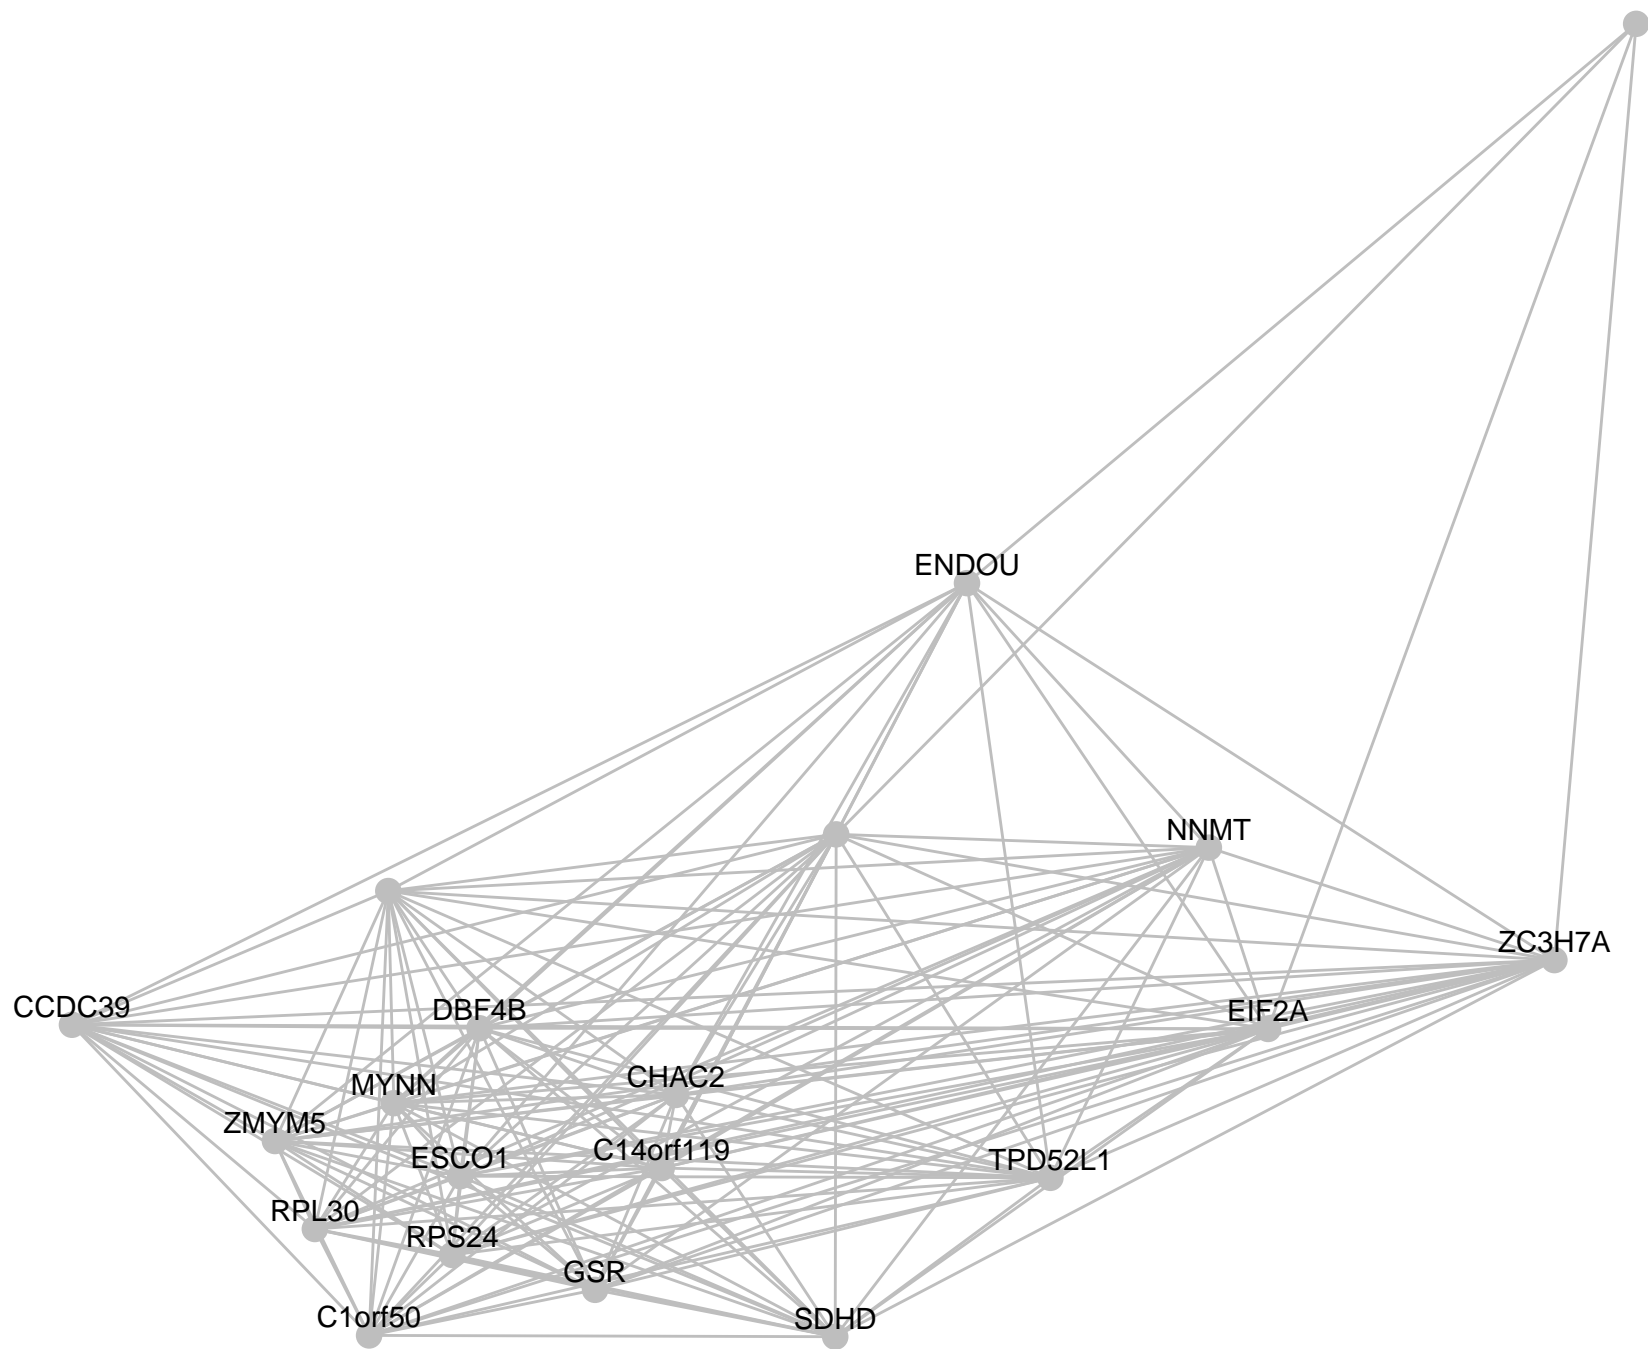 ENDOU
NNMT
ZC3H7A
CCDC39
DBF4B
EIF2A
MYNN
CHAC2
ZMYM5
ESCO1
C14orf119
TPD52L1
RPL30
RPS24
GSR
C1orf50
SDHD